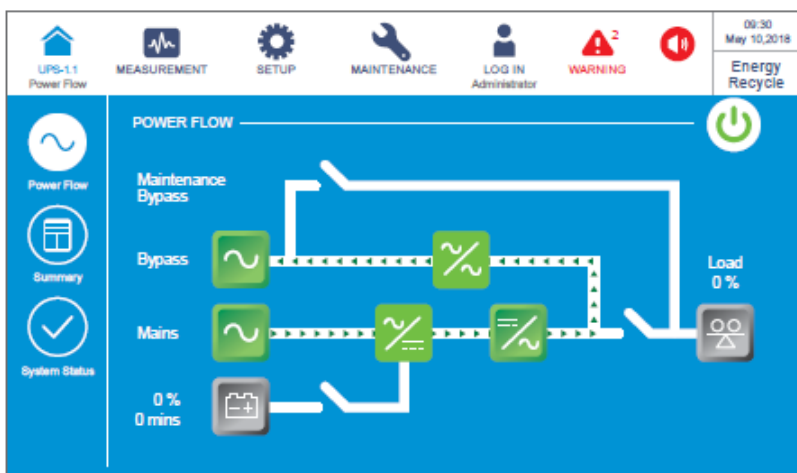 UPS-1.1
Power Flow
MEASUREMENT
SETUP
MAINTENANCE
LOG IN
Administrator
WARNING
2
09:30
May 10,2018
Energy
Recycle
Power Flow
Summary
System Status
POWER FLOW
Maintenance
Bypass
Bypass
Mains
0 %
0 mins
Load
0 %